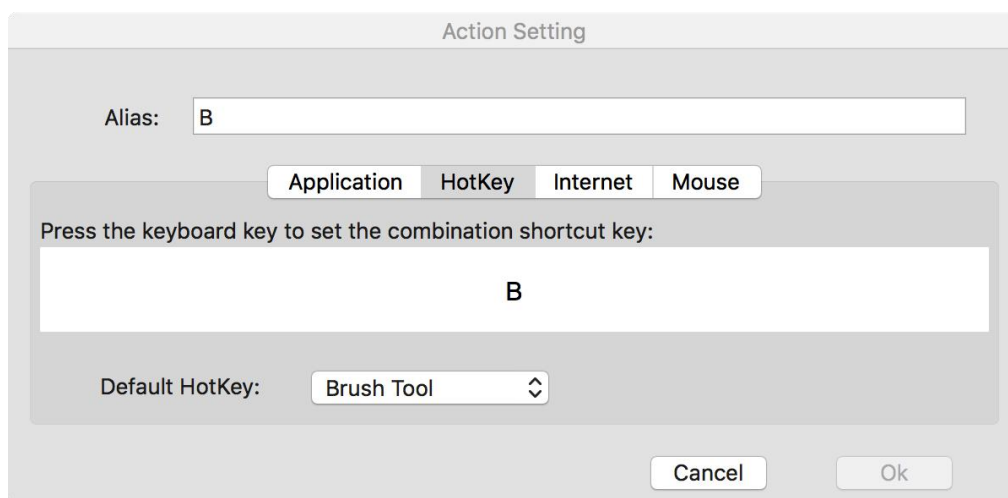 Action Setting
Alias: B
Application HotKey Internet Mouse
Press the keyboard key to set the combination shortcut key:
B
Default HotKey: Brush Tool
Cancel Ok